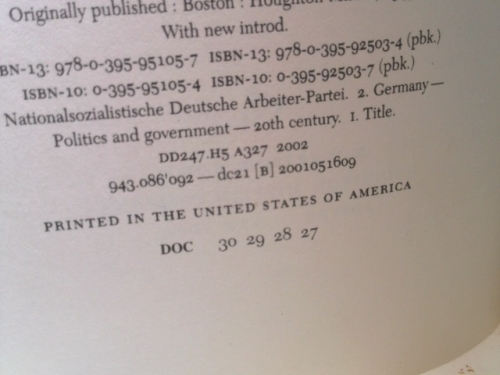 Originally published : Boston : Houghton
With new introd.
BN-13: 978-0-395-95105-7 ISBN-13: 978-0-395-92503-4 (pbk.)
ISBN-10: 0-395-95105-4 ISBN-10: 0-395-92503-7 (pbk.)
Nationalsozialistische Deutsche Arbeiter-Partei. 2. Germany—
Politics and government — 20th century. I. Title.
DD247.H5 A327 2002
943.086'092 — dc21 [B] 2001051609
PRINTED IN THE UNITED STATES OF AMERICA
DOC 30 29 28 27